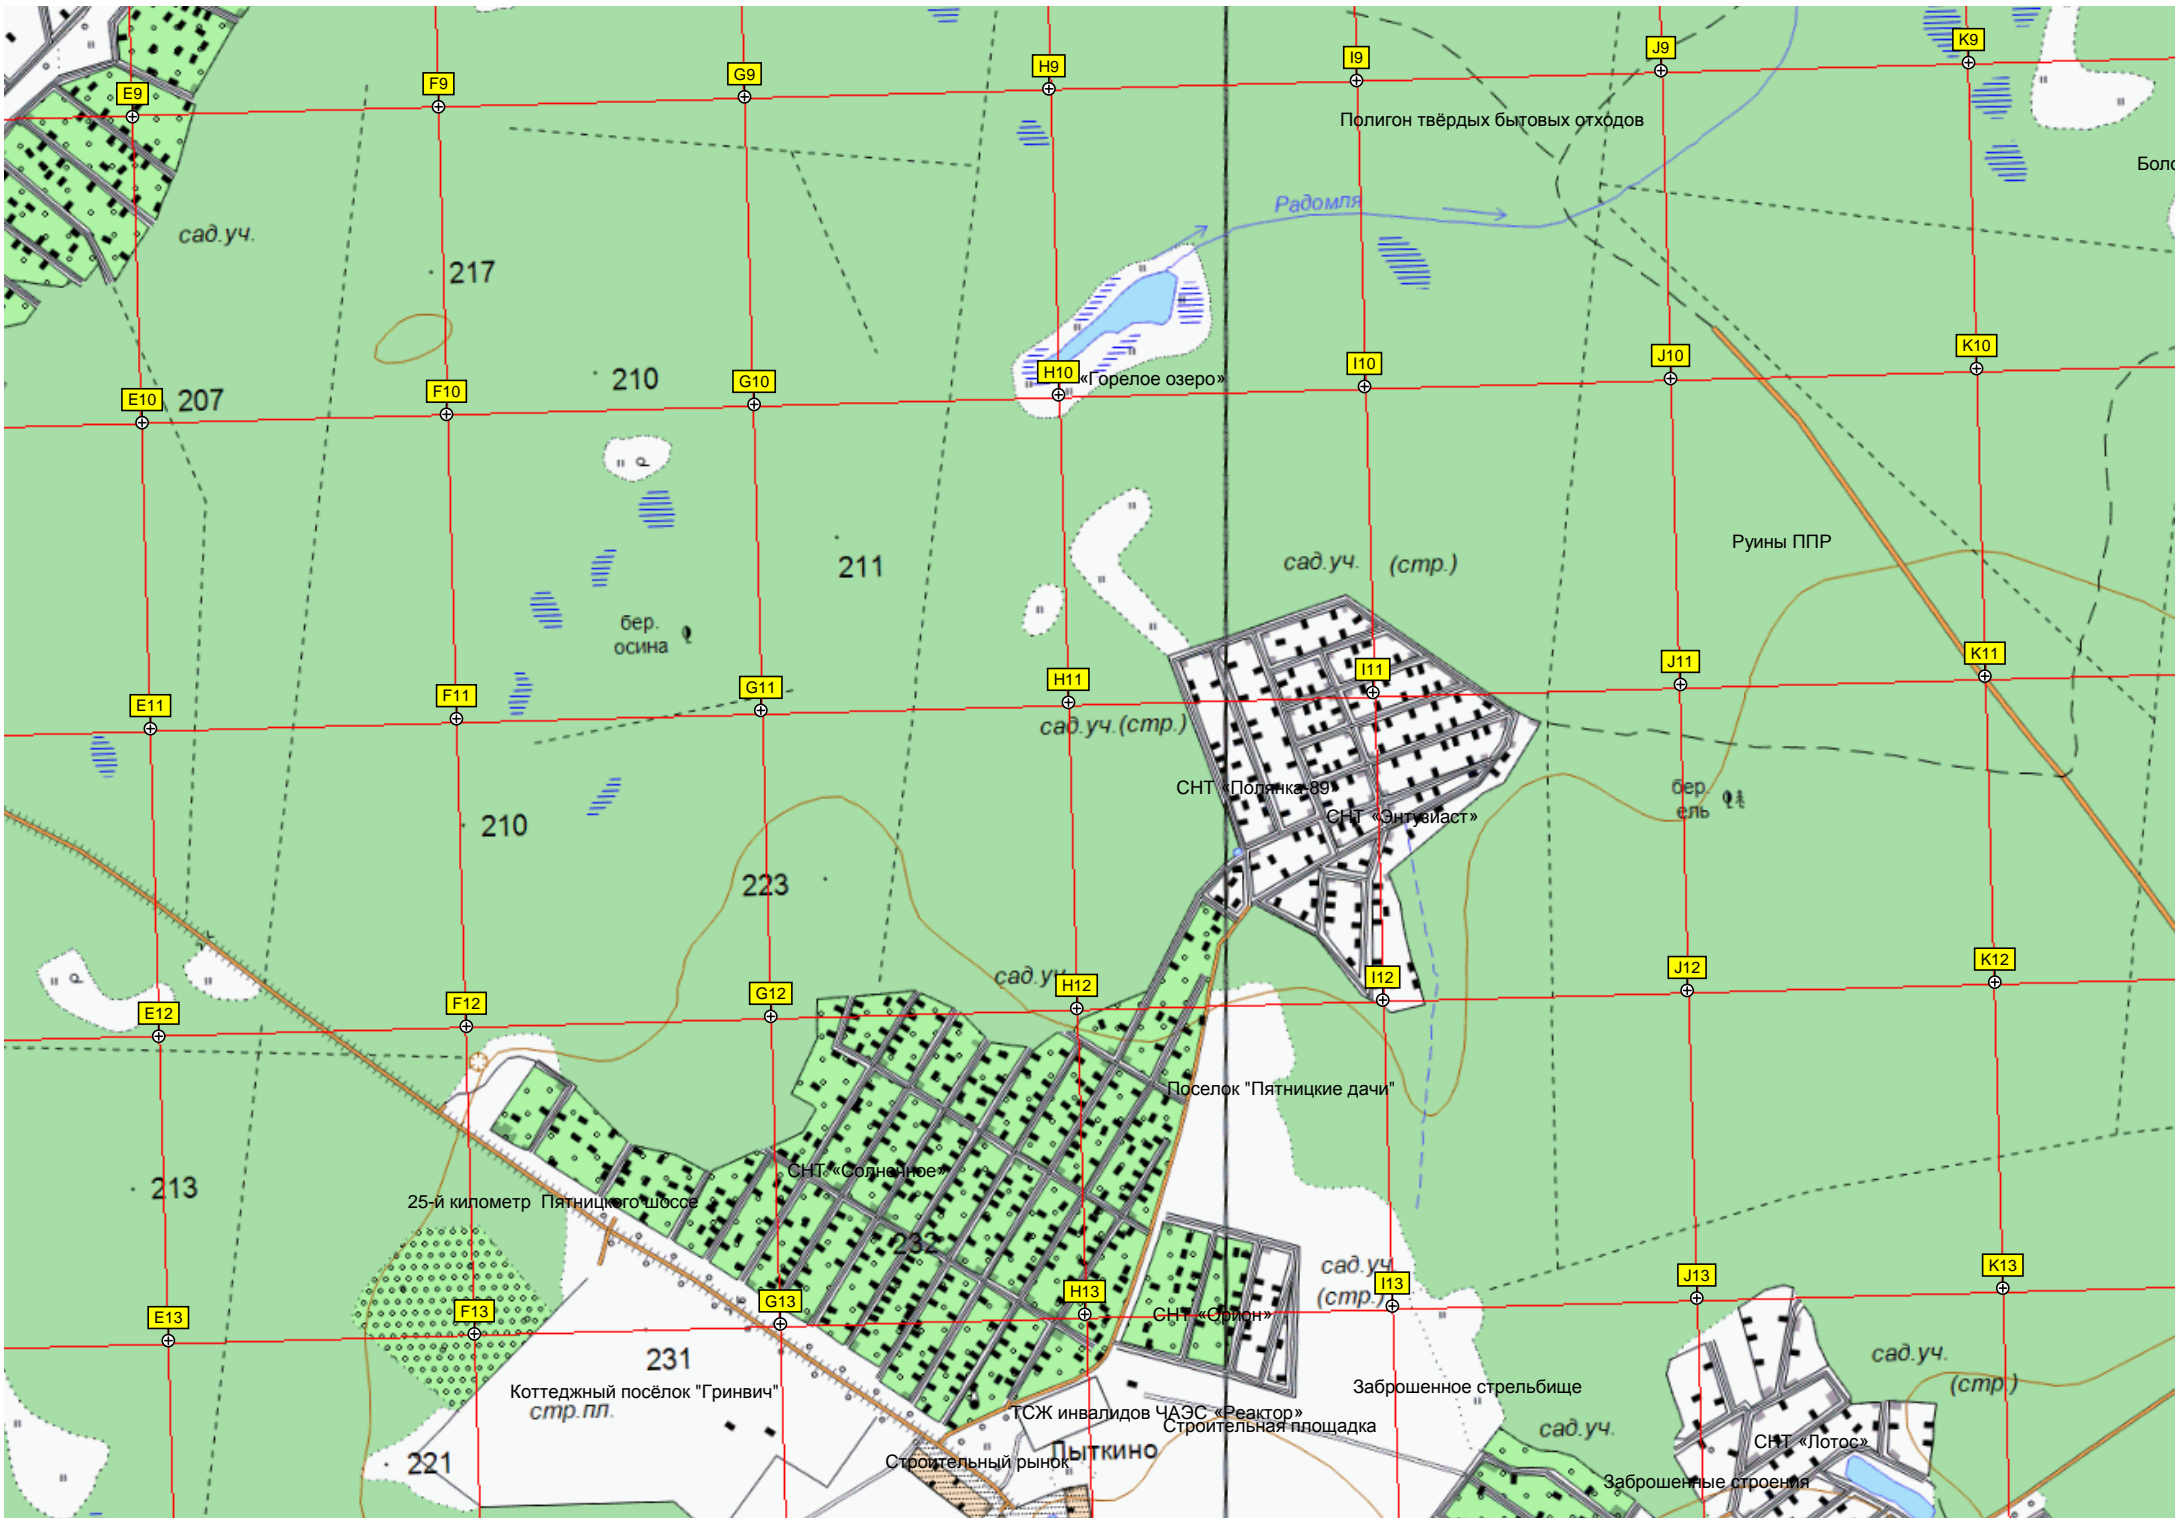 K9
J9
I9
H9
G9
F9
E9
Полигон твёрдых бытовых отходов
Боло
Радомля
сад.уч.
217
K10
J10
I10
H10
«Горелое озеро»
210
G10
F10
E10
207
Руины ППР
211
сад.уч. (стр.)
бер.
осина
K11
J11
I11
H11
G11
F11
E11
сад.уч.(стр.)
СНТ «Полянка-89»
СНТ «Энтузиаст»
бер.
ель
210
223
K12
J12
I12
сад.уч.
H12
G12
F12
E12
Поселок "Пятницкие дачи"
СНТ «Солнечное»
213
25-й километр Пятницкого шоссе
232
сад.уч.
(стр.)
K13
J13
I13
H13
G13
F13
E13
СНТ «Орион»
231
сад.уч.
(стр.)
Коттеджный посёлок "Гринвич"
стр.пл.
Заброшенное стрельбище
ТСЖ инвалидов ЧАЭС «Реактор»
Строительная площадка
сад.уч.
СНТ «Лотос»
Лыткино
221
Строительный рынок
Заброшенные строения